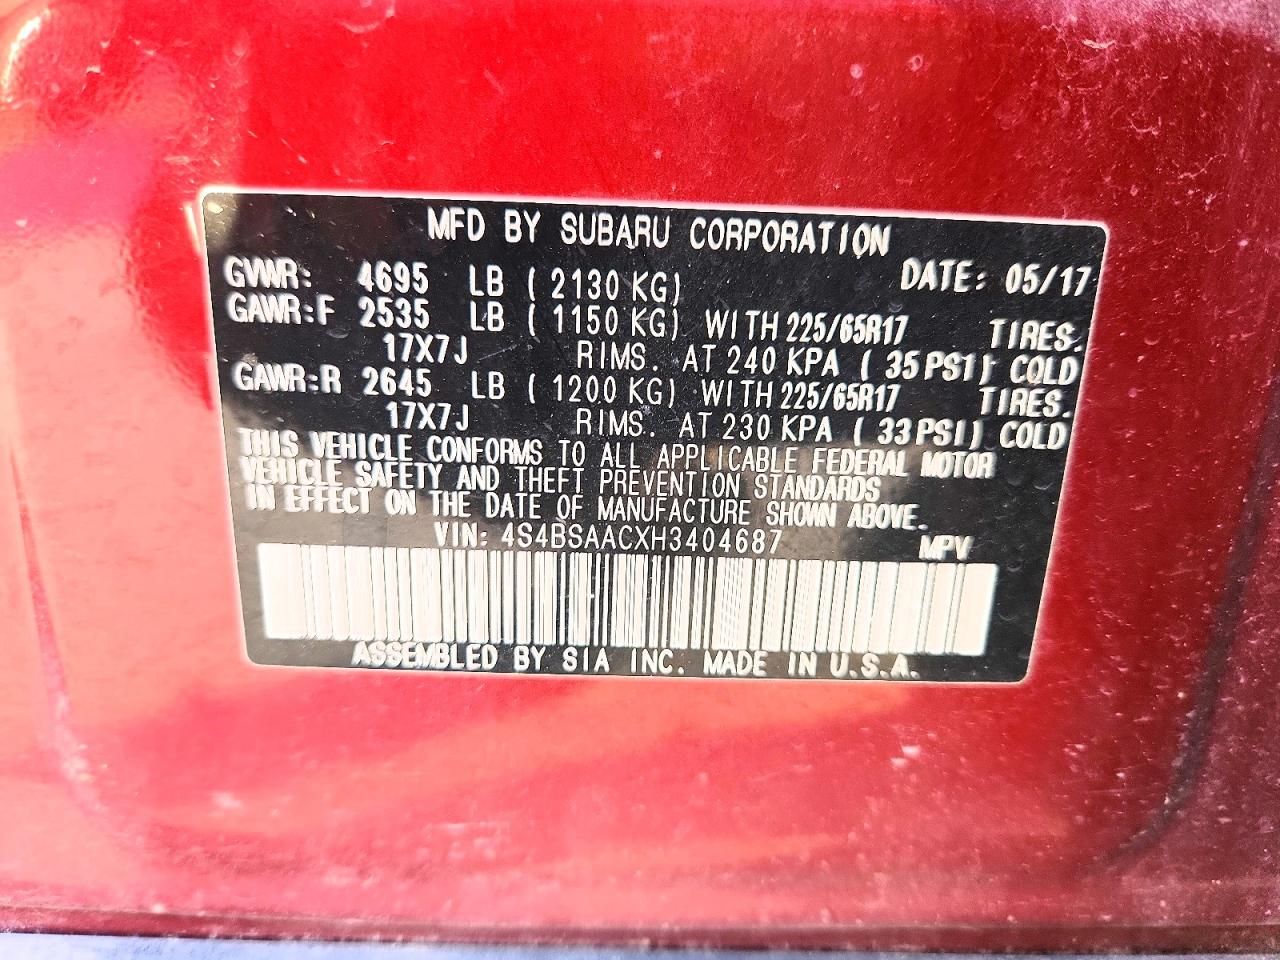 MFD BY SUBARU CORPORATION
GVWR: 4695 LB ( 2130 KG) DATE: 05/17
GAWR:F 2535 LB ( 1150 KG) WITH 225/65R17 TIRES.
17X7J RIMS. AT 240 KPA ( 35 PSI) COLD
GAWR:R 2645 LB ( 1200 KG) WITH 225/65R17 TIRES.
17X7J RIMS. AT 230 KPA ( 33 PSI) COLD
THIS VEHICLE CONFORMS TO ALL APPLICABLE FEDERAL MOTOR
VEHICLE SAFETY AND THEFT PREVENTION STANDARDS
IN EFFECT ON THE DATE OF MANUFACTURE SHOWN ABOVE.
VIN: 4S4BSAACXH3404687 MPV
ASSEMBLED BY SIA INC. MADE IN U.S.A.